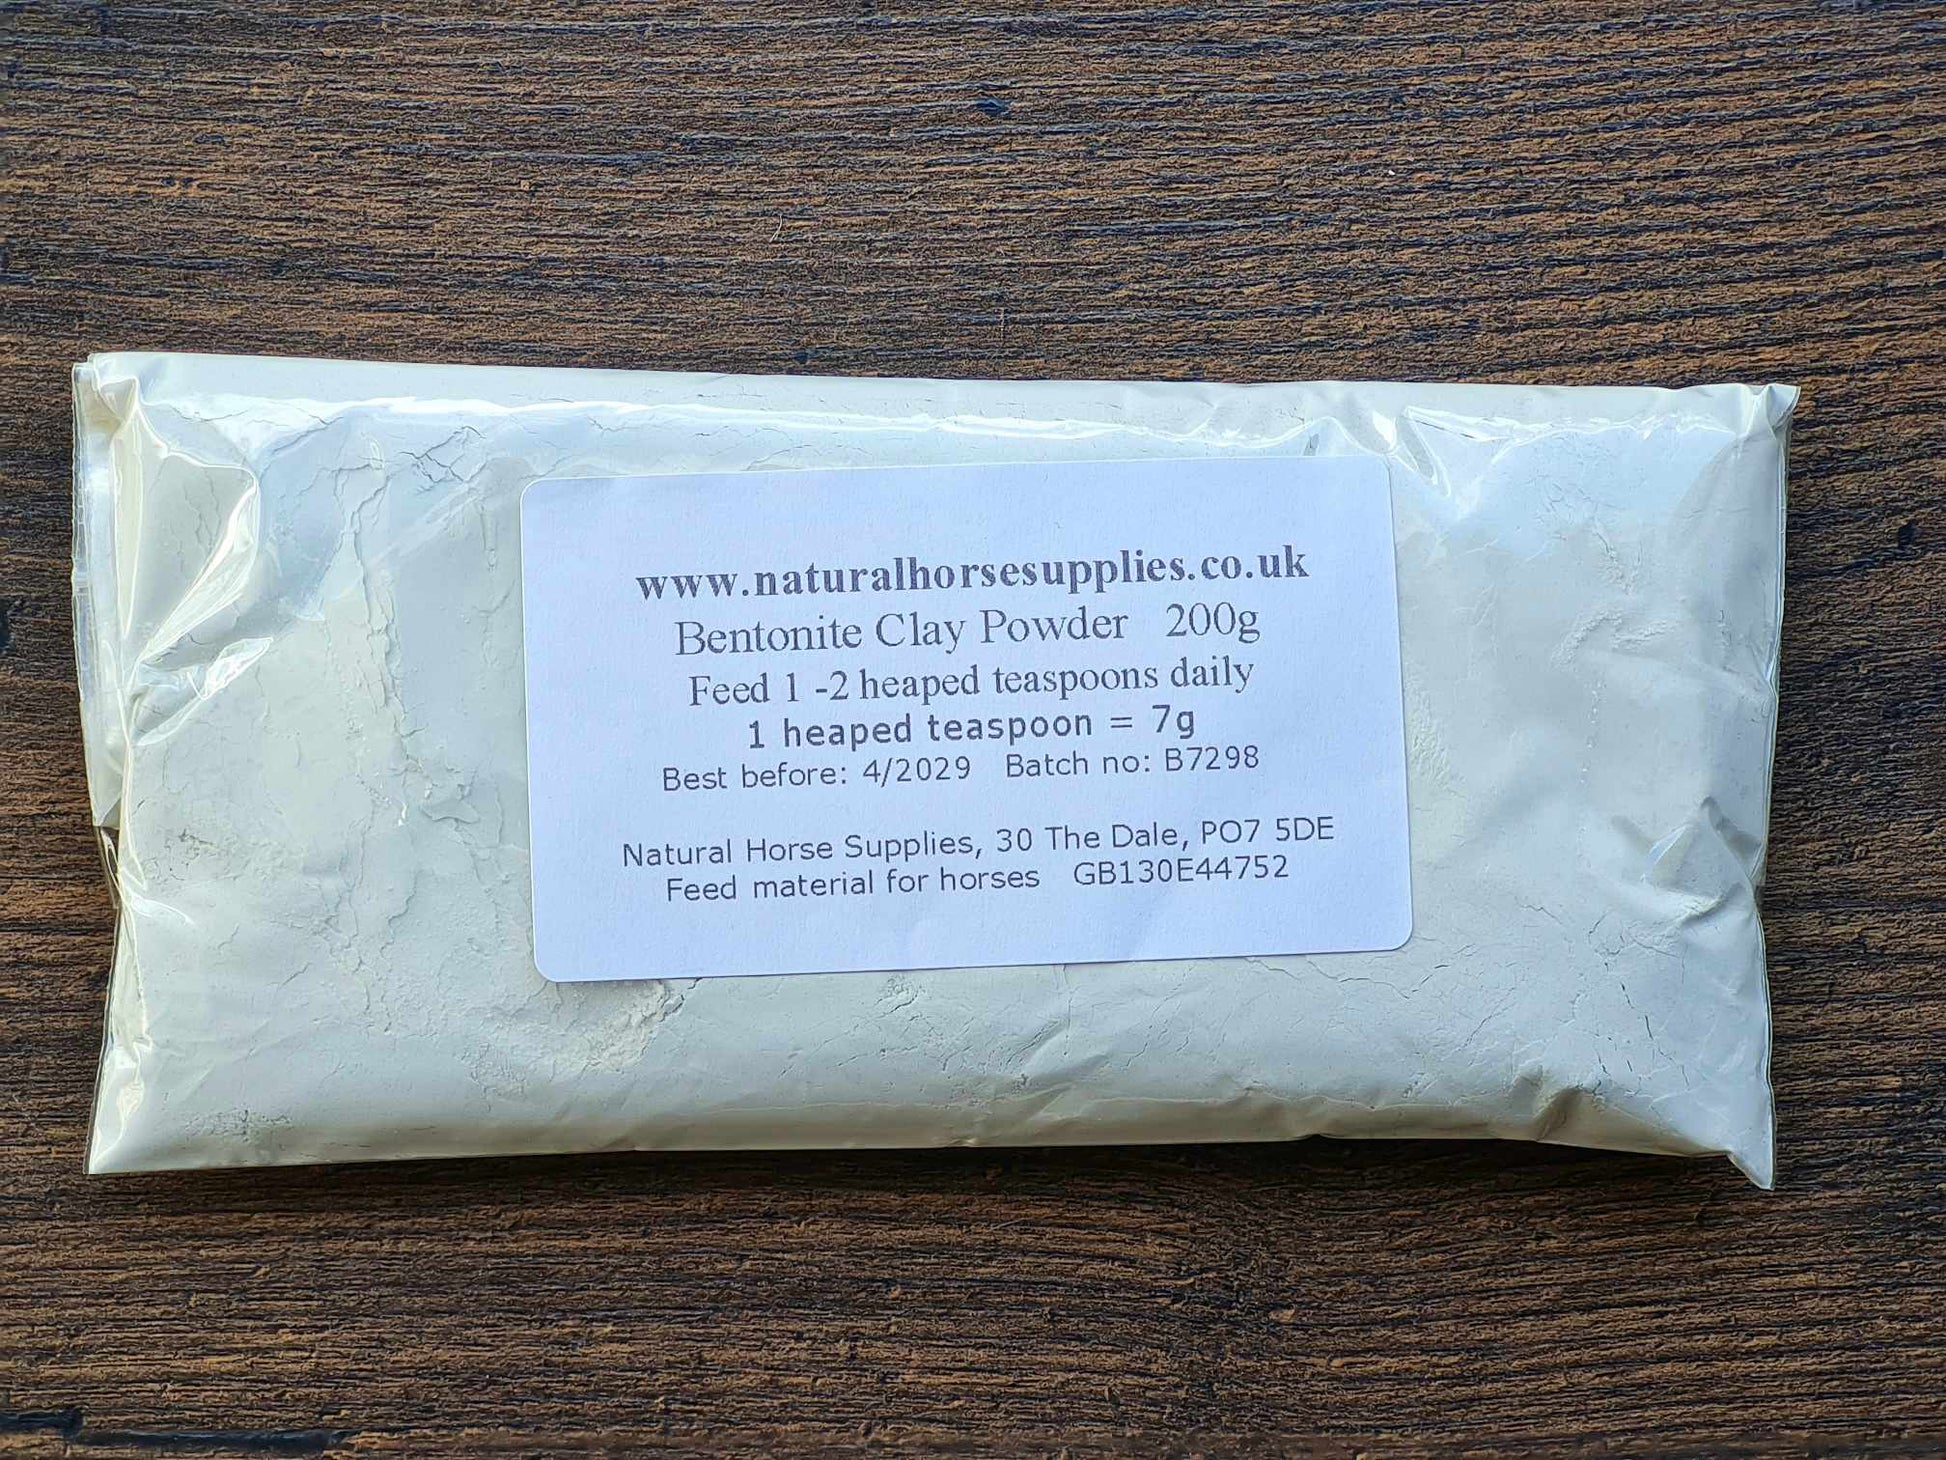 www.naturalhorsesupplies.co.uk
Bentonite Clay Powder 200g
Feed 1 -2 heaped teaspoons daily
1 heaped teaspoon = 7g
Best before: 4/2029 Batch no: B7298
Natural Horse Supplies, 30 The Dale, PO7 5DE
Feed material for horses GB130E44752